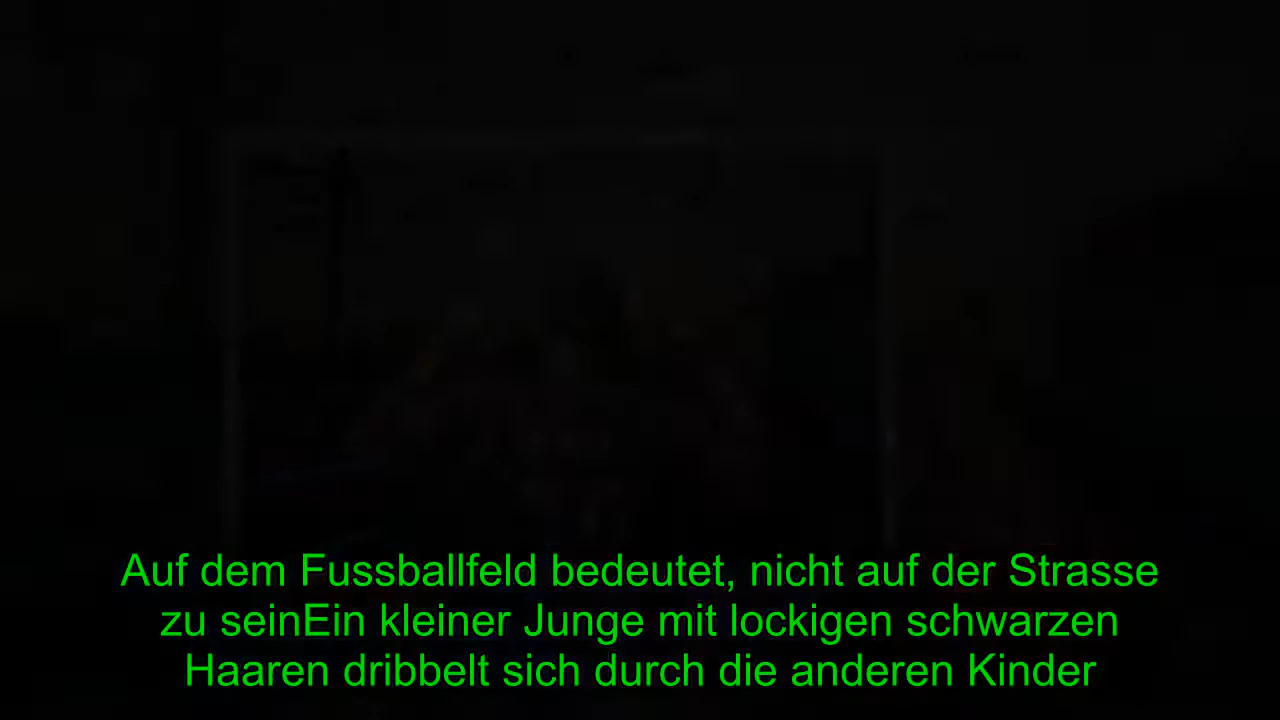 Auf dem Fussballfeld bedeutet, nicht auf der Strasse
zu seinEin kleiner Junge mit lockigen schwarzen
Haaren dribbelt sich durch die anderen Kinder